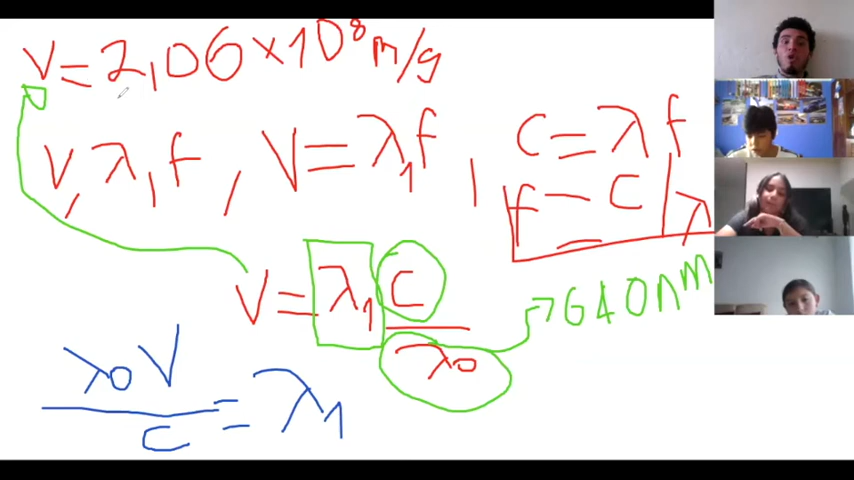 V = 2,06 × 10⁸ m/g
V, λ, f , V = λ₁f , C = λf
f = C/λ
V = λ₁ C/λ₀ → 640nm
λ₀V/C = λ₁